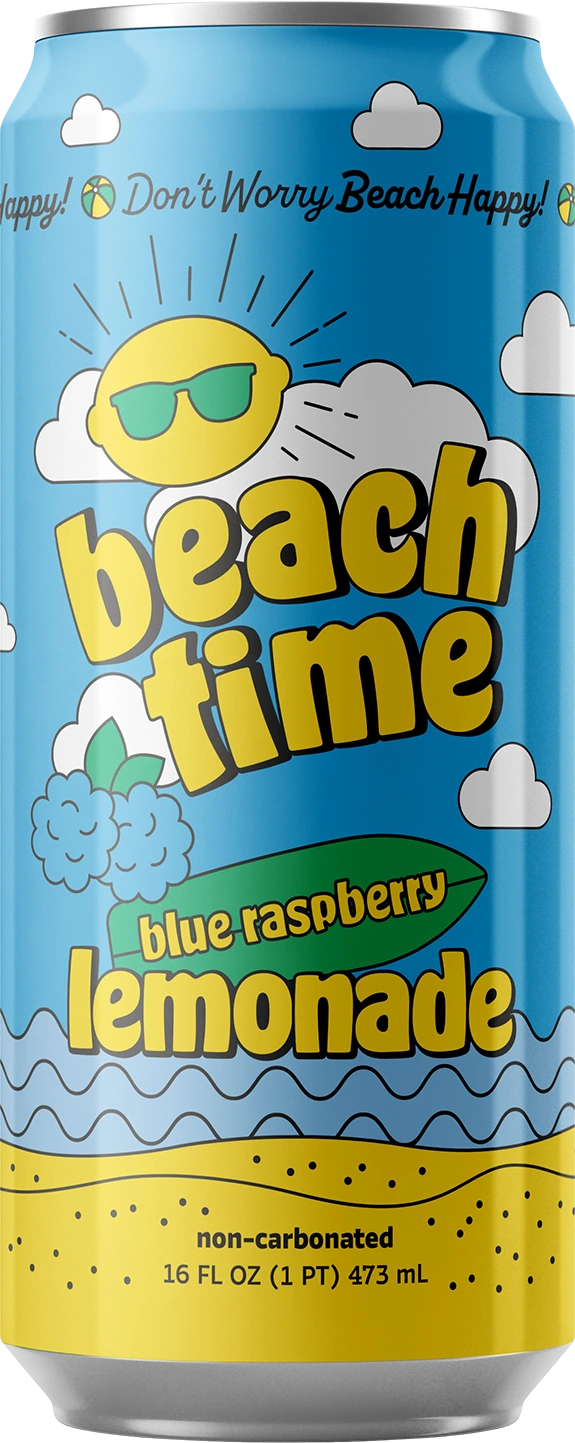 Happy! Don't Worry Beach Happy!
beach
time
blue raspberry
lemonade
non-carbonated
16 FL OZ (1 PT) 473 mL